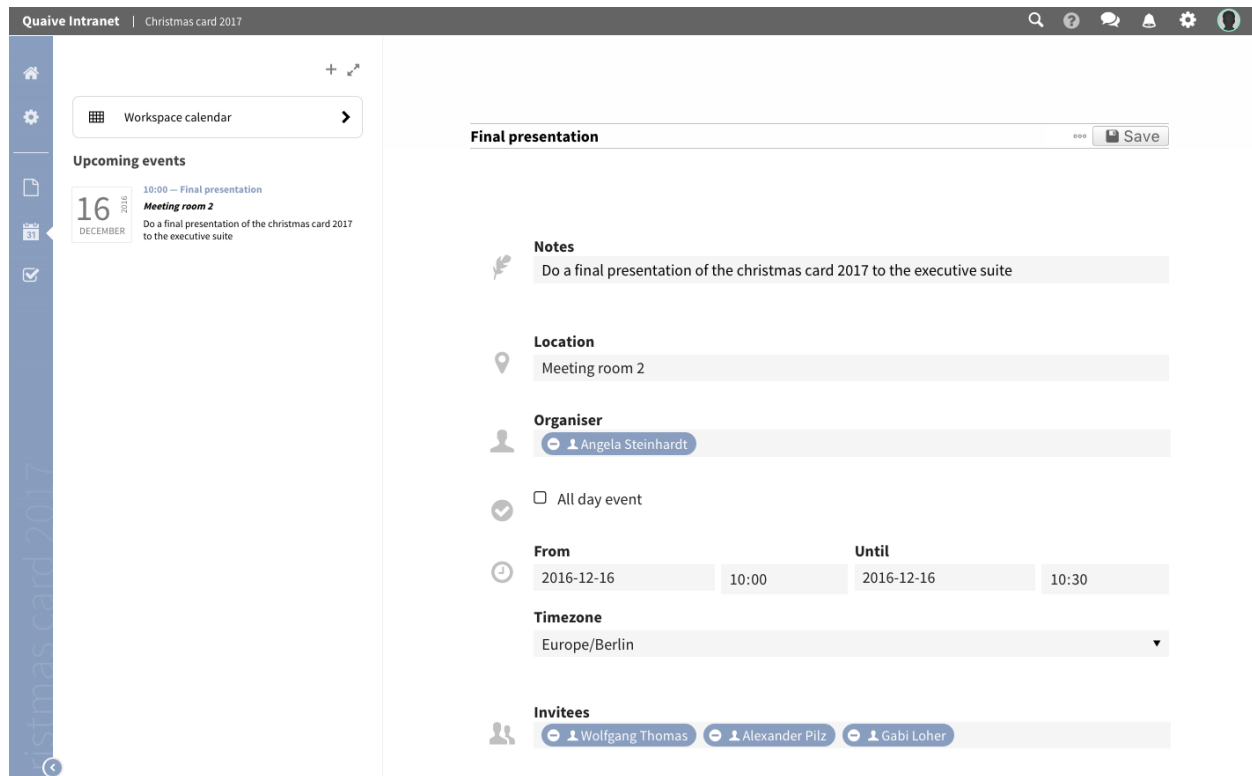 Quaive Intranet | Christmas card 2017
Workspace calendar
Upcoming events
16 2016
DECEMBER
10:00 — Final presentation
Meeting room 2
Do a final presentation of the christmas card 2017
to the executive suite
31
ristmas card 2017
Final presentation
Save
Notes
Do a final presentation of the christmas card 2017 to the executive suite
Location
Meeting room 2
Organiser
Angela Steinhardt
All day event
From Until
2016-12-16 10:00 2016-12-16 10:30
Timezone
Europe/Berlin
Invitees
Wolfgang Thomas Alexander Pilz Gabi Loher